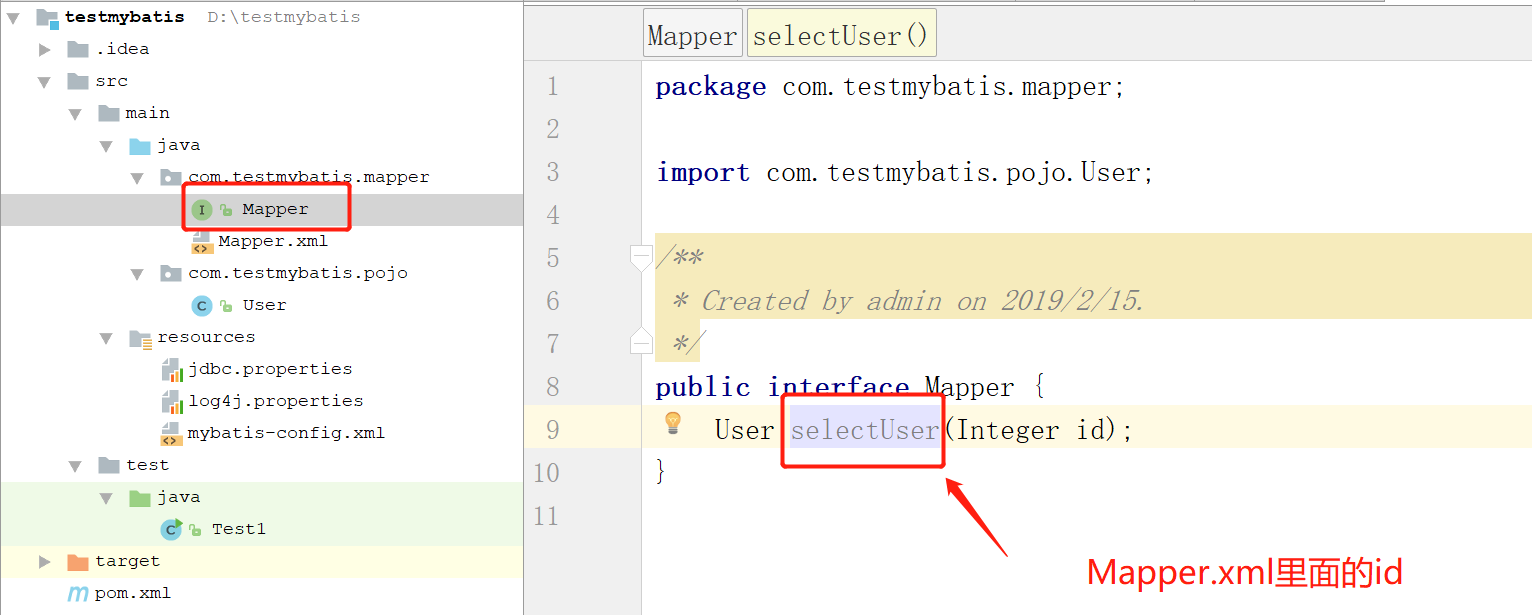 testmybatis D:\testmybatis
.idea
src
main
java
com.testmybatis.mapper
Mapper
Mapper.xml
com.testmybatis.pojo
User
resources
jdbc.properties
log4j.properties
mybatis-config.xml
test
java
Test1
target
pom.xml
Mapper selectUser()
1 package com.testmybatis.mapper;
2
3 import com.testmybatis.pojo.User;
4
5 /**
6 * Created by admin on 2019/2/15.
7 */
8 public interface Mapper {
9 User selectUser(Integer id);
10 }
11
Mapper.xml里面的id